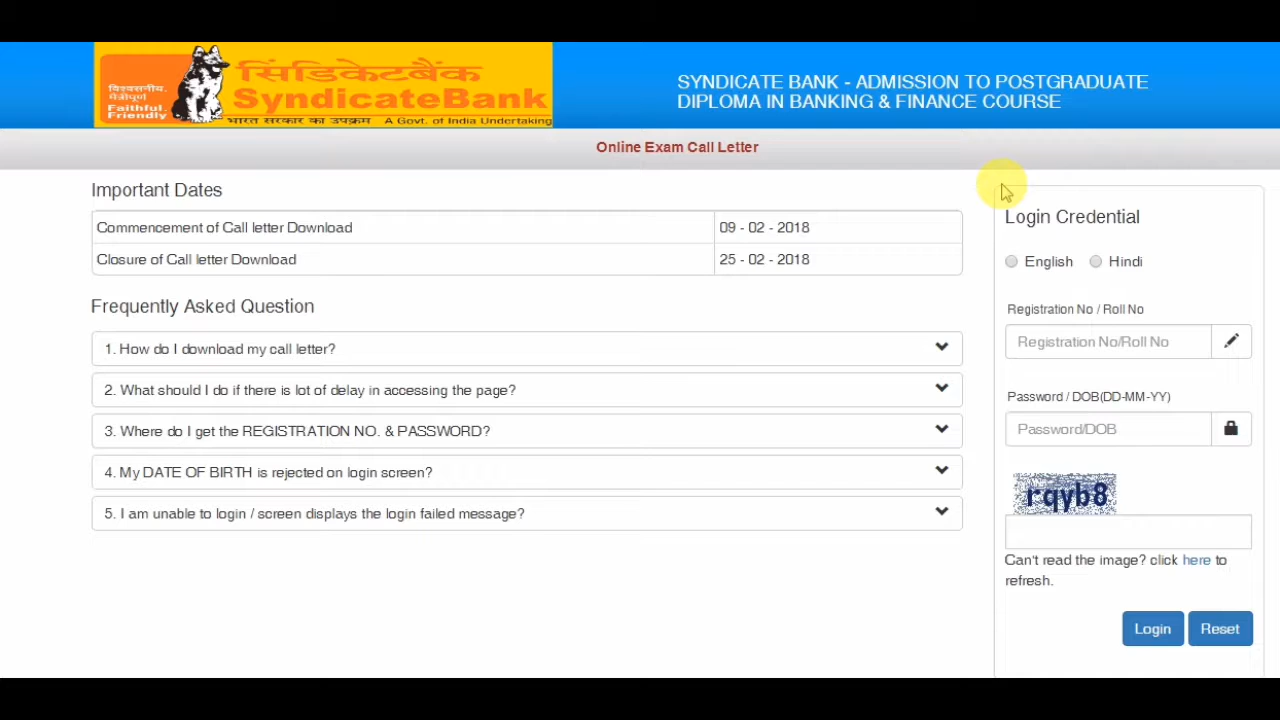 विश्वसनीय.
मैत्रीपूर्ण
Faithful.
Friendly
सिंडिकेटबैंक
SyndicateBank
भारत सरकार का उपक्रम A Govt. of India Undertaking
SYNDICATE BANK - ADMISSION TO POSTGRADUATE
DIPLOMA IN BANKING & FINANCE COURSE
Online Exam Call Letter
Important Dates
Commencement of Call letter Download 09 - 02 - 2018
Closure of Call letter Download 25 - 02 - 2018
Frequently Asked Question
1. How do I download my call letter?
2. What should I do if there is lot of delay in accessing the page?
3. Where do I get the REGISTRATION NO. & PASSWORD?
4. My DATE OF BIRTH is rejected on login screen?
5. I am unable to login / screen displays the login failed message?
Login Credential
English Hindi
Registration No / Roll No
Registration No/Roll No
Password / DOB(DD-MM-YY)
Password/DOB
rqyb8
Can't read the image? click here to
refresh.
Login Reset